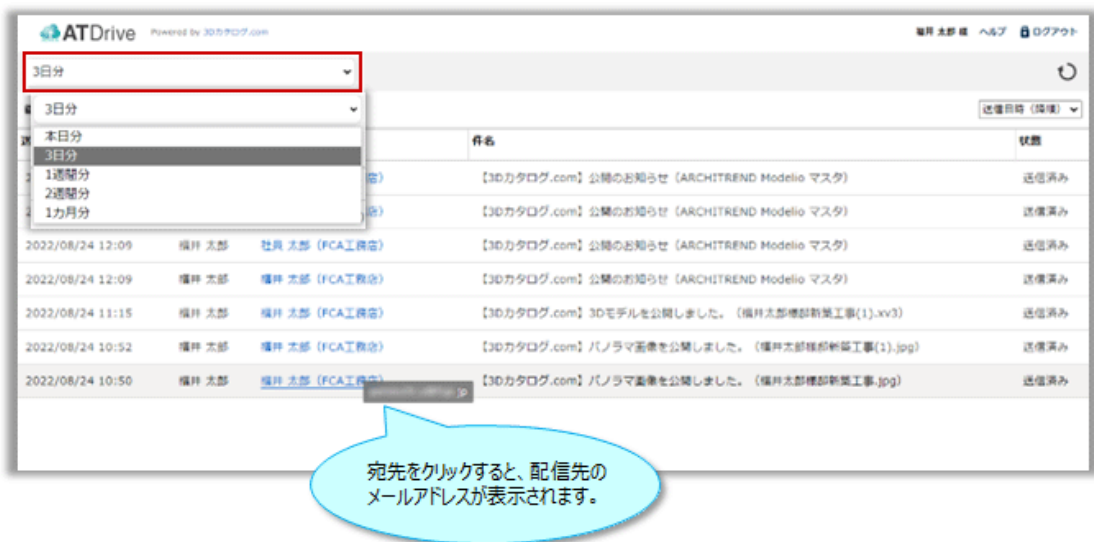 ATDrive Powered by 3Dカタログ.com 福井 太郎 様 ヘルプ ログアウト
3日分
3日分 送信日時（降順）
本日分
3日分
1週間分
2週間分
1カ月分
件名 状態
店） 【3Dカタログ.com】公開のお知らせ（ARCHITREND Modelio マスタ） 送信済み
店） 【3Dカタログ.com】公開のお知らせ（ARCHITREND Modelio マスタ） 送信済み
2022/08/24 12:09 福井 太郎 社員 太郎（FCA工務店） 【3Dカタログ.com】公開のお知らせ（ARCHITREND Modelio マスタ） 送信済み
2022/08/24 12:09 福井 太郎 福井 太郎（FCA工務店） 【3Dカタログ.com】公開のお知らせ（ARCHITREND Modelio マスタ） 送信済み
2022/08/24 11:15 福井 太郎 福井 太郎（FCA工務店） 【3Dカタログ.com】3Dモデルを公開しました。（福井太郎様邸新築工事(1).xv3） 送信済み
2022/08/24 10:52 福井 太郎 福井 太郎（FCA工務店） 【3Dカタログ.com】パノラマ画像を公開しました。（福井太郎様邸新築工事(1).jpg） 送信済み
2022/08/24 10:50 福井 太郎 福井 太郎（FCA工務店） 【3Dカタログ.com】パノラマ画像を公開しました。（福井太郎様邸新築工事.jpg） 送信済み
jp
宛先をクリックすると、配信先の
メールアドレスが表示されます。